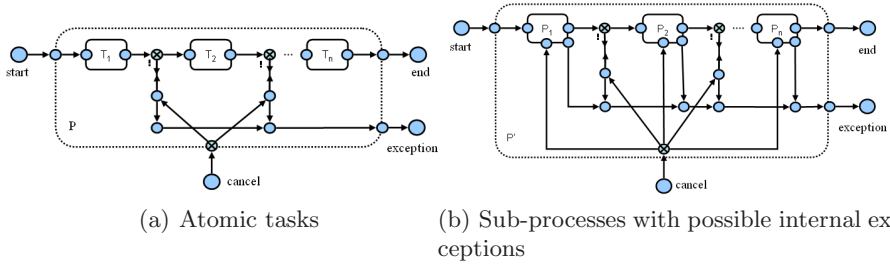 start
T1
!
T2
!
...
Tn
end
P
exception
cancel
(a) Atomic tasks
start
P1
!
P2
!
...
Pn
end
P'
exception
cancel
(b) Sub-processes with possible internal ex
ceptions